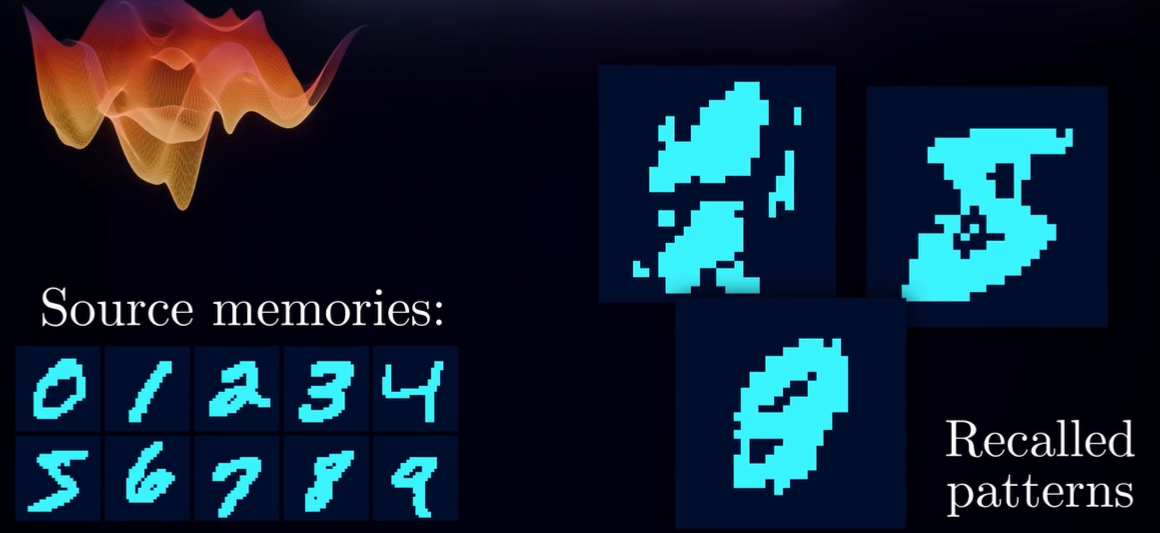 Source memories:
0 1 2 3 4
5 6 7 8 9
Recalled
patterns